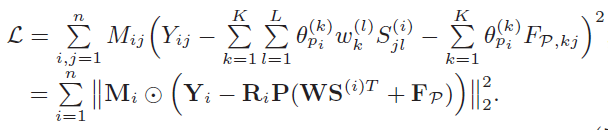 \mathcal{L} = \sum_{i,j=1}^{n} M_{ij} \Big( Y_{ij} - \sum_{k=1}^{K} \sum_{l=1}^{L} \theta_{p_i}^{(k)} w_k^{(l)} S_{jl}^{(i)} - \sum_{k=1}^{K} \theta_{p_i}^{(k)} F_{\mathcal{P},kj} \Big)^2
= \sum_{i=1}^{n} \big\| \mathbf{M}_i \odot \Big( \mathbf{Y}_i - \mathbf{R}_i \mathbf{P} ( \mathbf{W} \mathbf{S}^{(i)T} + \mathbf{F}_{\mathcal{P}} ) \Big) \big\|_2^2.